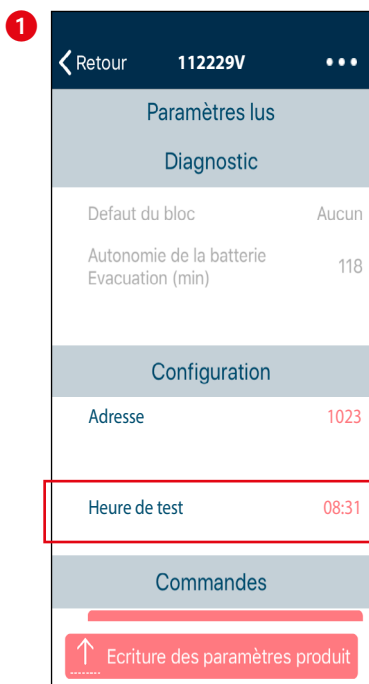 1
Retour 112229V •••
Paramètres lus
Diagnostic
Defaut du bloc Aucun
Autonomie de la batterie
Evacuation (min) 118
Configuration
Adresse 1023
Heure de test 08:31
Commandes
Ecriture des paramètres produit